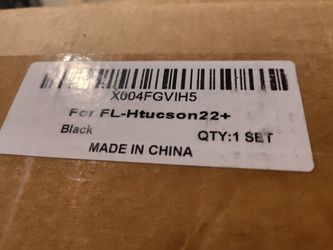 X004FGVIH5
For FL-Htucson22+
Black
QTY:1 SET
MADE IN CHINA